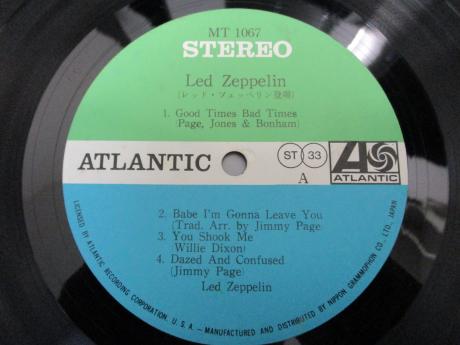 MT 1067
STEREO
Led Zeppelin
(レッド・ツェッペリン登場)
1. Good Times Bad Times
(Page, Jones & Bonham)
ATLANTIC
ST 33
A
ATLANTIC
2. Babe I'm Gonna Leave You
(Trad. Arr. by Jimmy Page)
3. You Shook Me
(Willie Dixon)
4. Dazed And Confused
(Jimmy Page)
Led Zeppelin
LICENSED BY ATLANTIC RECORDING CORPORATION. U. S. A. — MANUFACTURED AND DISTRIBUTED BY NIPPON GRAMMOPHON CO., LTD., JAPAN